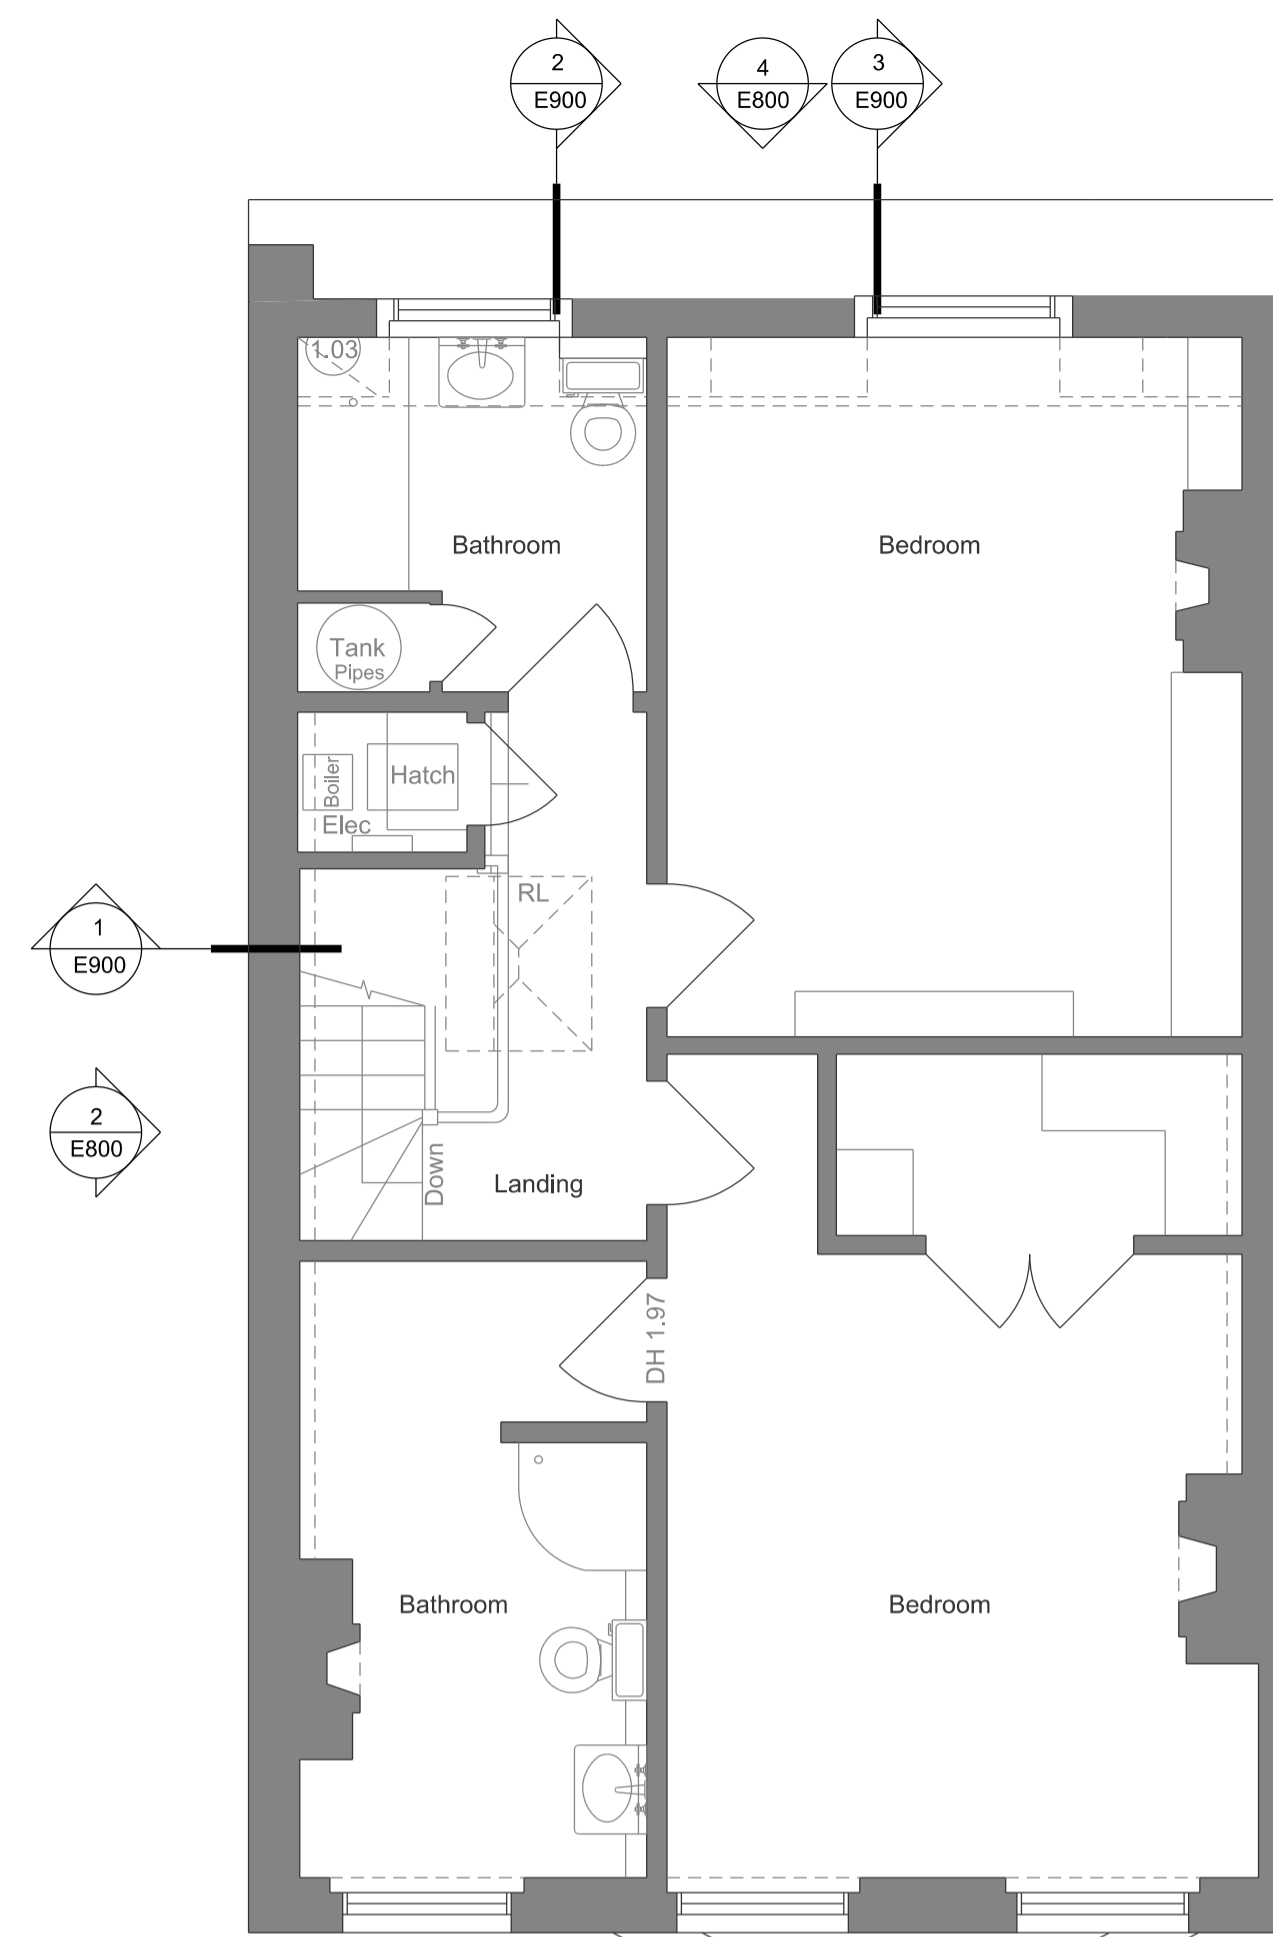 2
E900
4
E800
3
E900
1.03
Bathroom
Bedroom
Tank
Pipes
Boiler
Hatch
Elec
RL
1
E900
2
E800
Down
Landing
DH 1.97
Bathroom
Bedroom